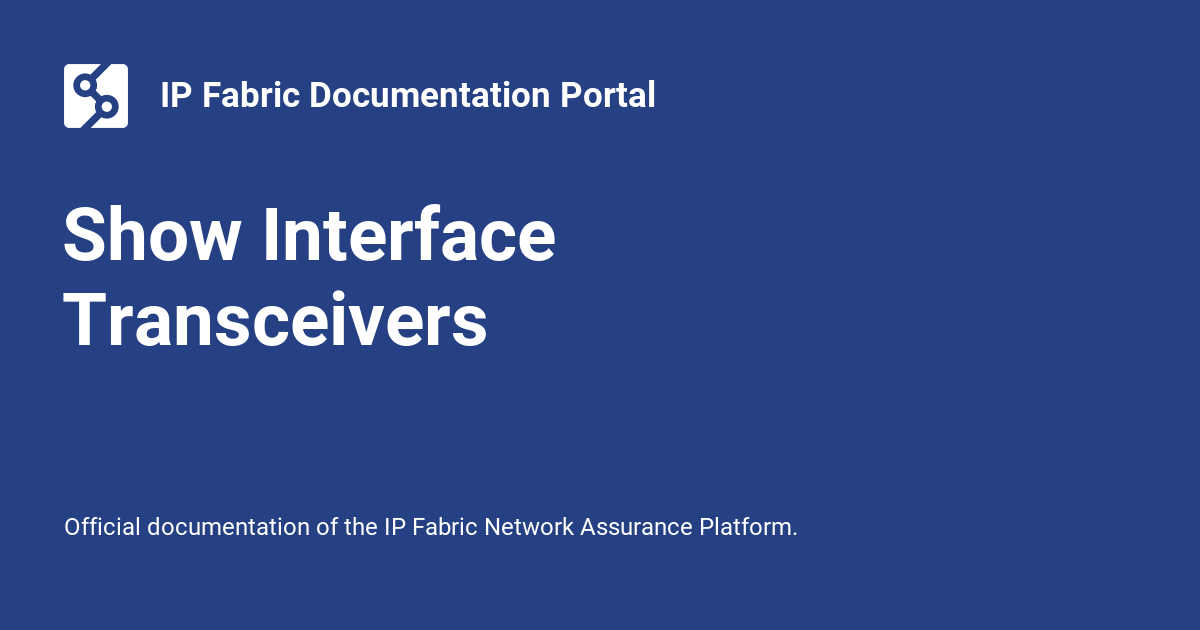 IP Fabric Documentation Portal
Show Interface
Transceivers
Official documentation of the IP Fabric Network Assurance Platform.